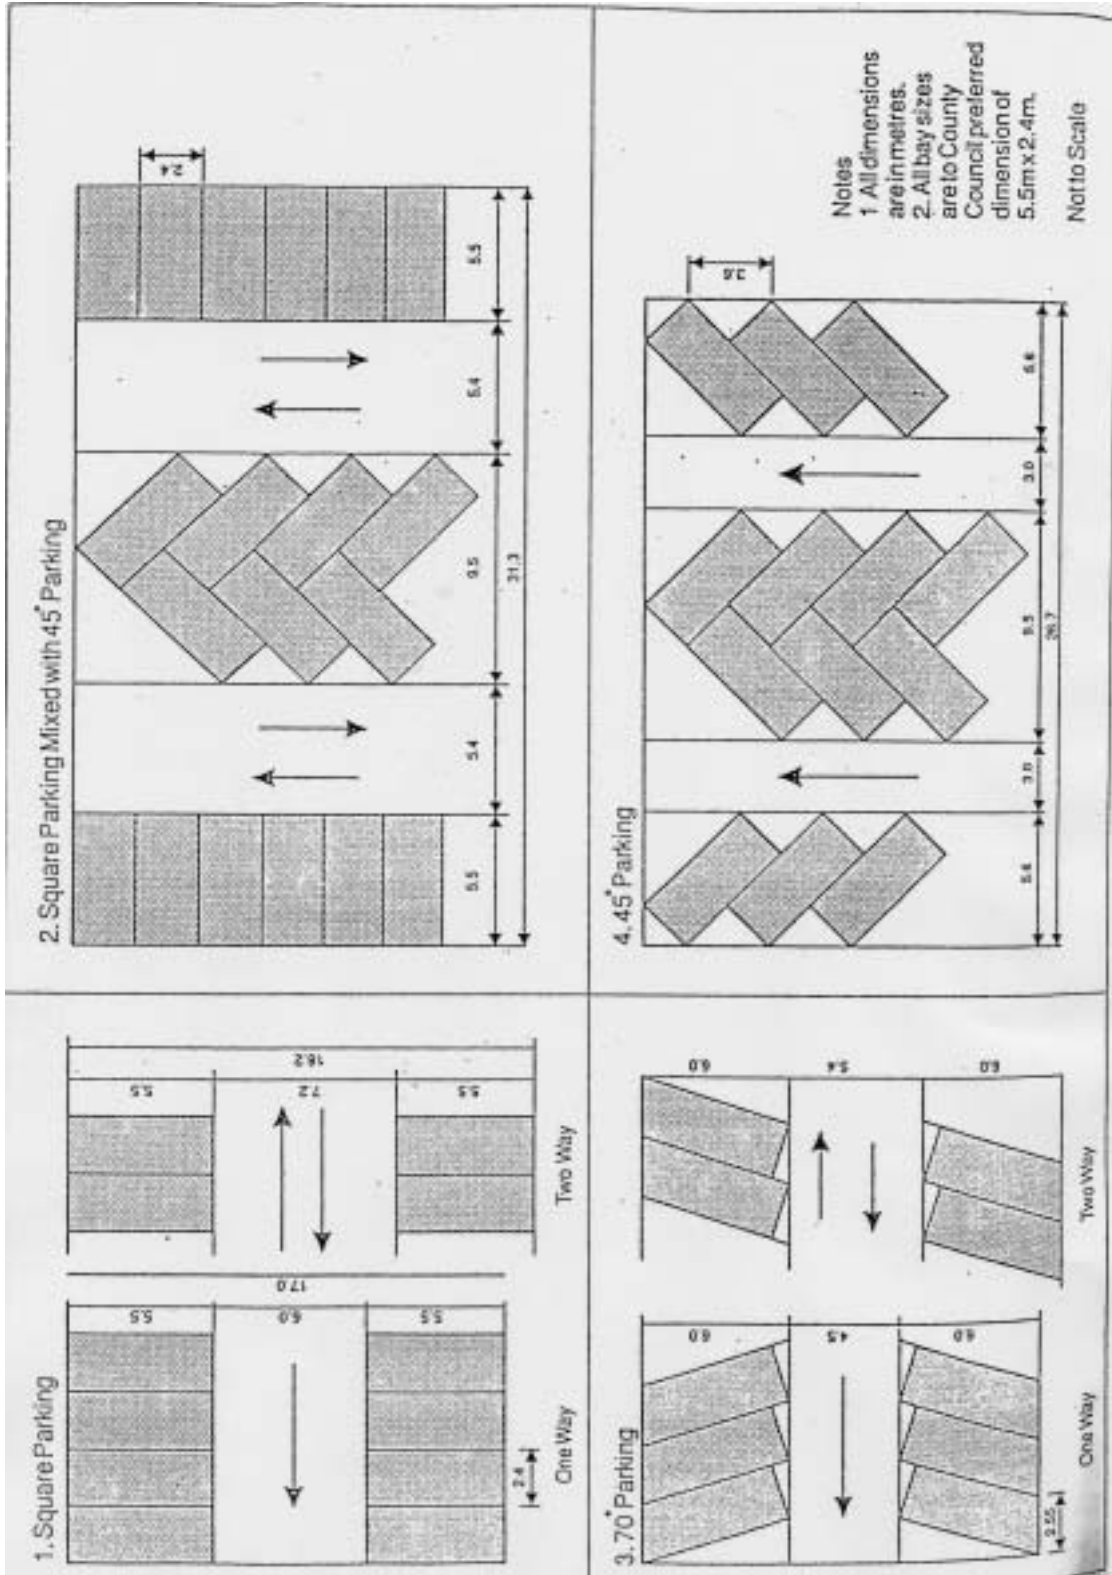 1. Square Parking
5.5
6.0
5.5
17.0
2.4
One Way
5.5
7.2
5.5
18.2
Two Way
2. Square Parking Mixed with 45° Parking
2.4
5.5
5.4
9.5
5.4
5.5
31.3
3. 70° Parking
6.0
4.5
6.0
2.55
One Way
6.0
5.4
6.0
Two Way
4. 45° Parking
3.6
5.6
3.0
9.5
3.0
5.6
26.7
Notes
1 All dimensions
are in metres.
2. All bay sizes
are to County
Council preferred
dimension of
5.5m x 2.4m.
Not to Scale